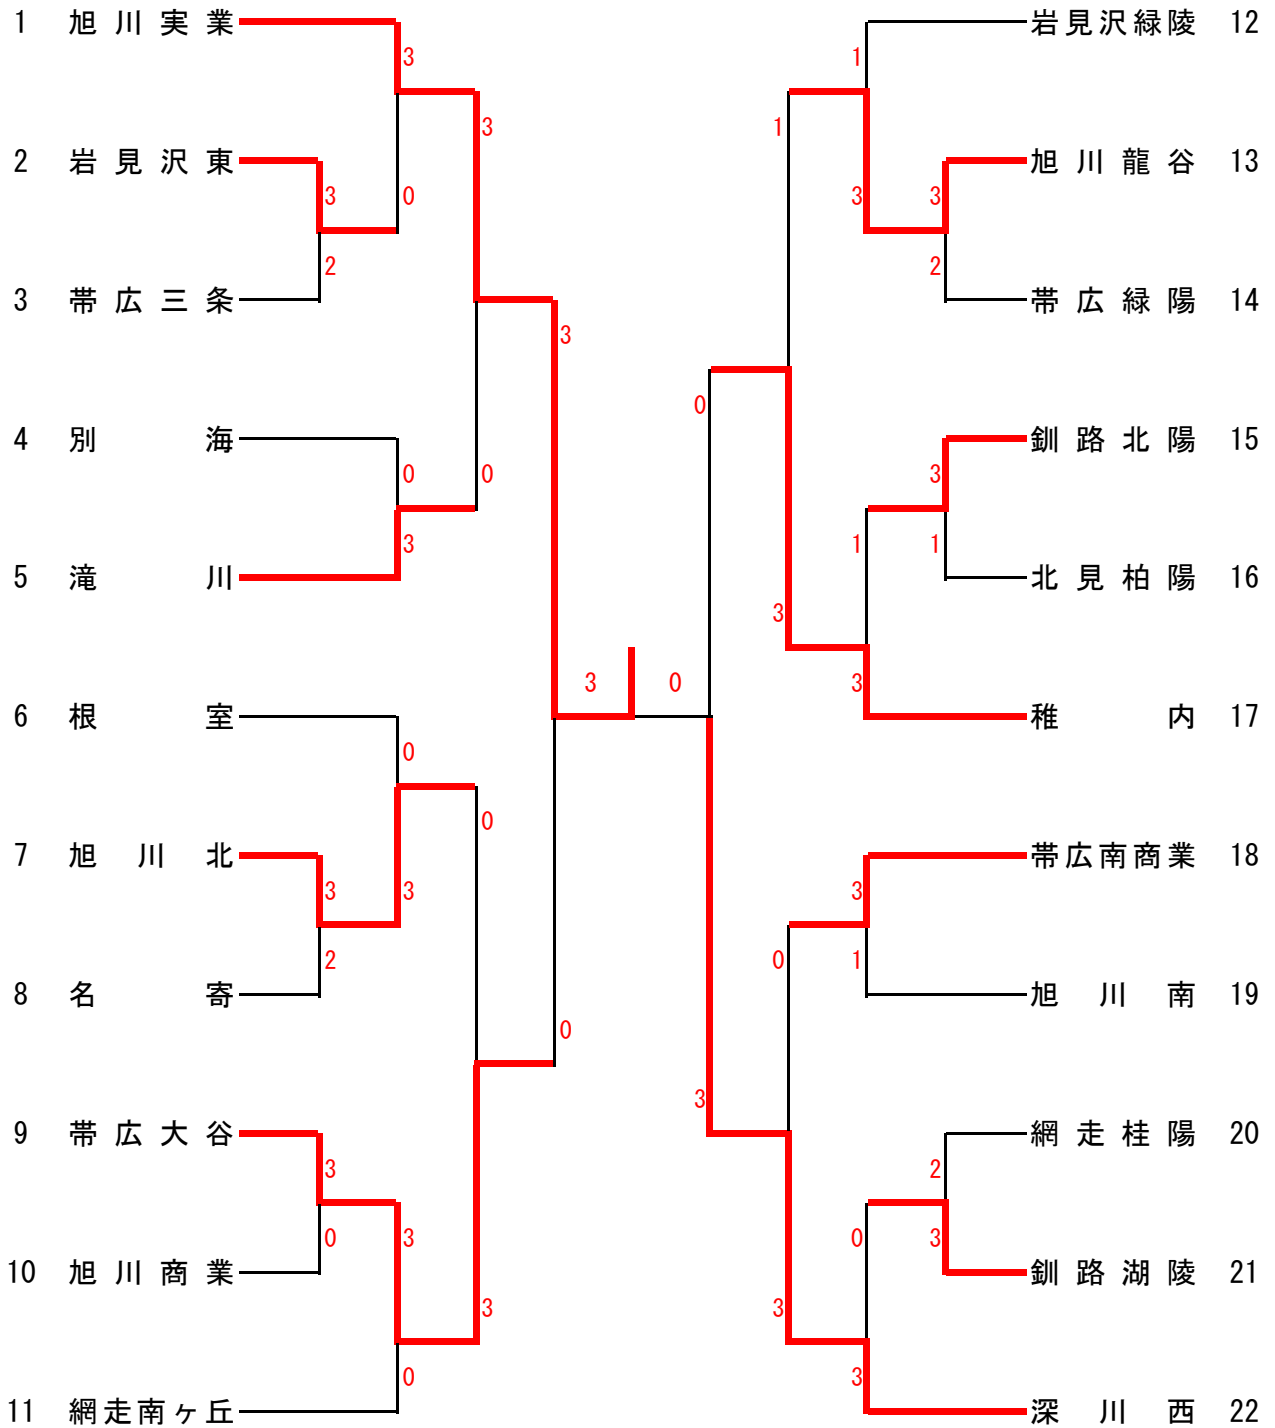 1 旭川実業
3
3
2 岩見沢東
3
0
2
3 帯広三条
3
4 別海
0
0
3
5 滝川
6 根室
0
0
7 旭川北
3
3
2
8 名寄
0
9 帯広大谷
3
0
3
10 旭川商業
3
0
11 網走南ヶ丘
3 0
岩見沢緑陵 12
1
1
旭川龍谷 13
3
3
2
帯広緑陽 14
0
釧路北陽 15
3
1
1
北見柏陽 16
3
3
稚内 17
帯広南商業 18
3
0
1
旭川南 19
3
網走桂陽 20
2
0
3
釧路湖陵 21
3
3
深川西 22